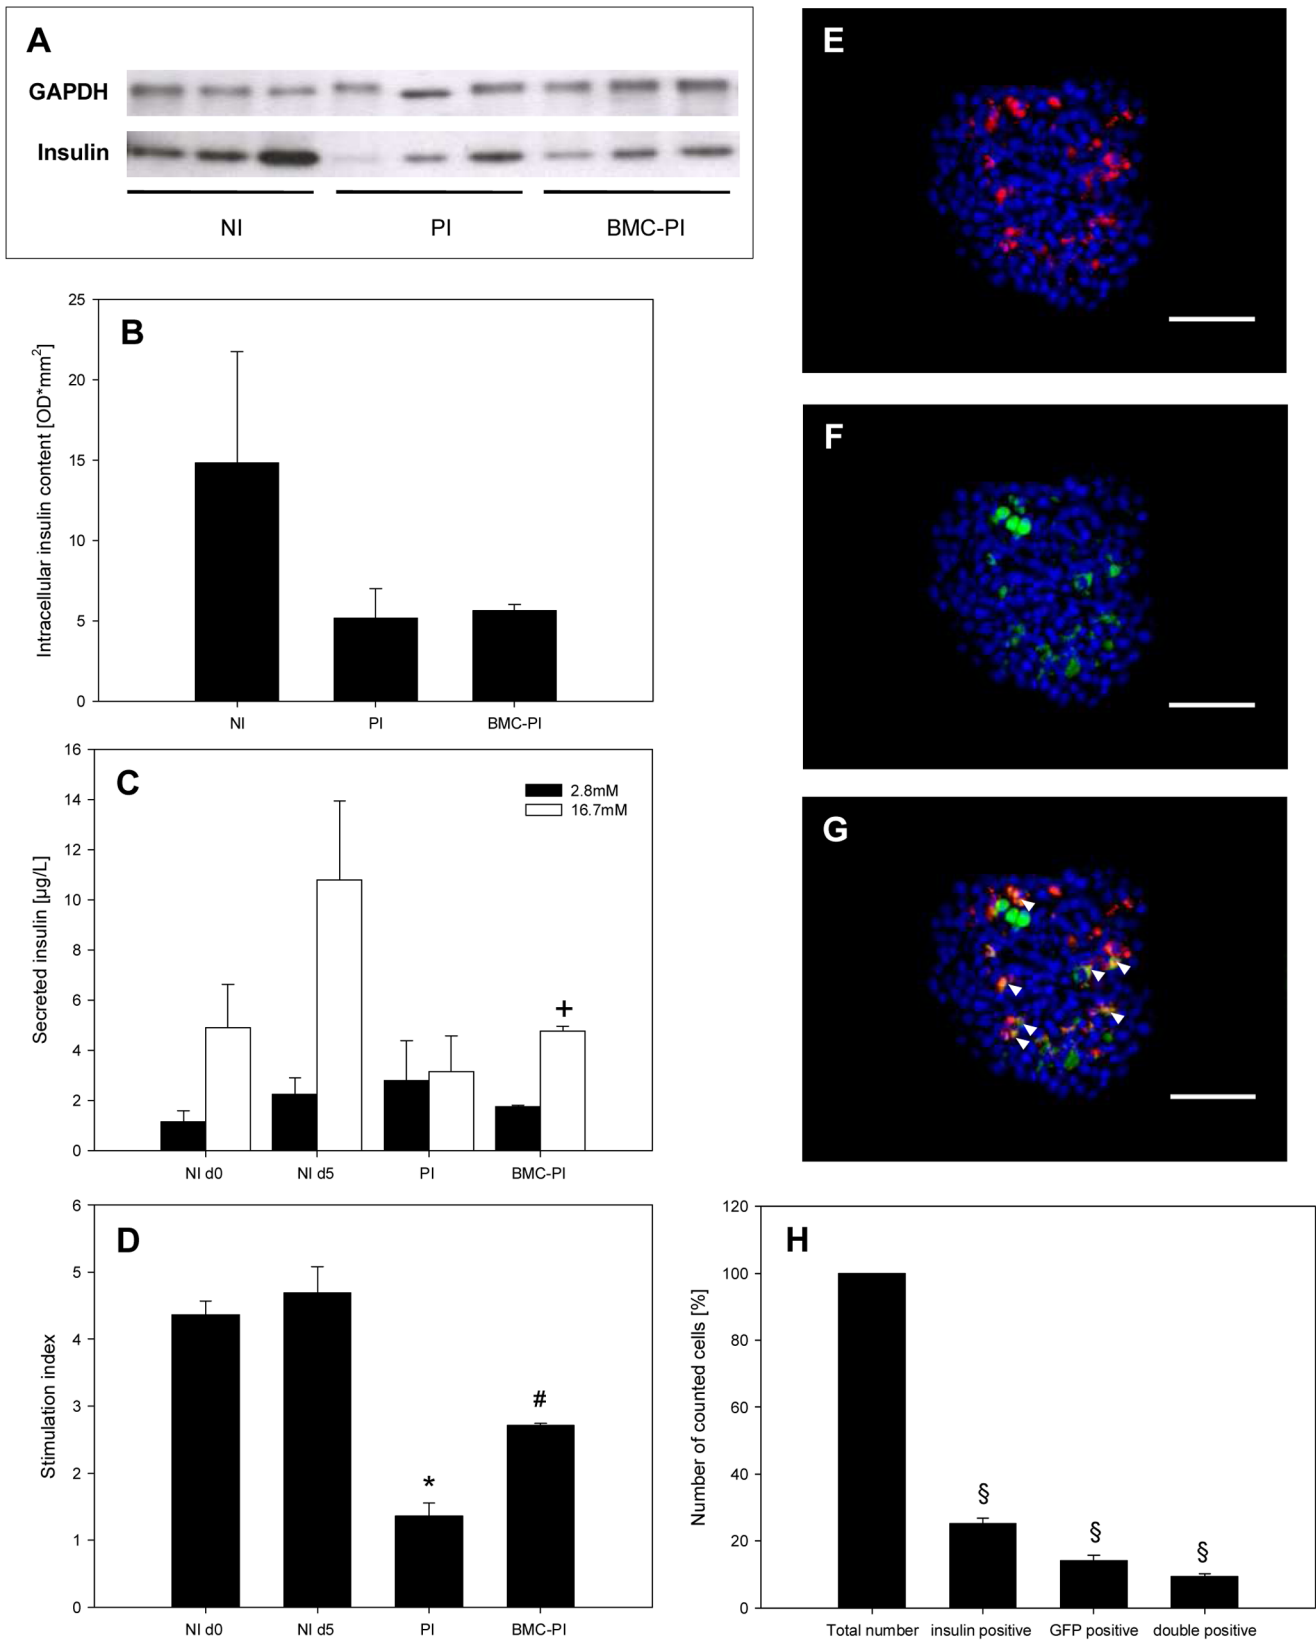 A
GAPDH
Insulin
NI PI BMC-PI
B
Intracellular insulin content [OD*mm²]
25
20
15
10
5
0
NI PI BMC-PI
C
2.8mM
16.7mM
Secreted insulin [µg/L]
16
14
12
10
8
6
4
2
0
+
NI d0 NI d5 PI BMC-PI
D
Stimulation index
6
5
4
3
2
1
0
* #
NI d0 NI d5 PI BMC-PI
E
F
G
H
Number of counted cells [%]
120
100
80
60
40
20
0
§ § §
Total number insulin positive GFP positive double positive